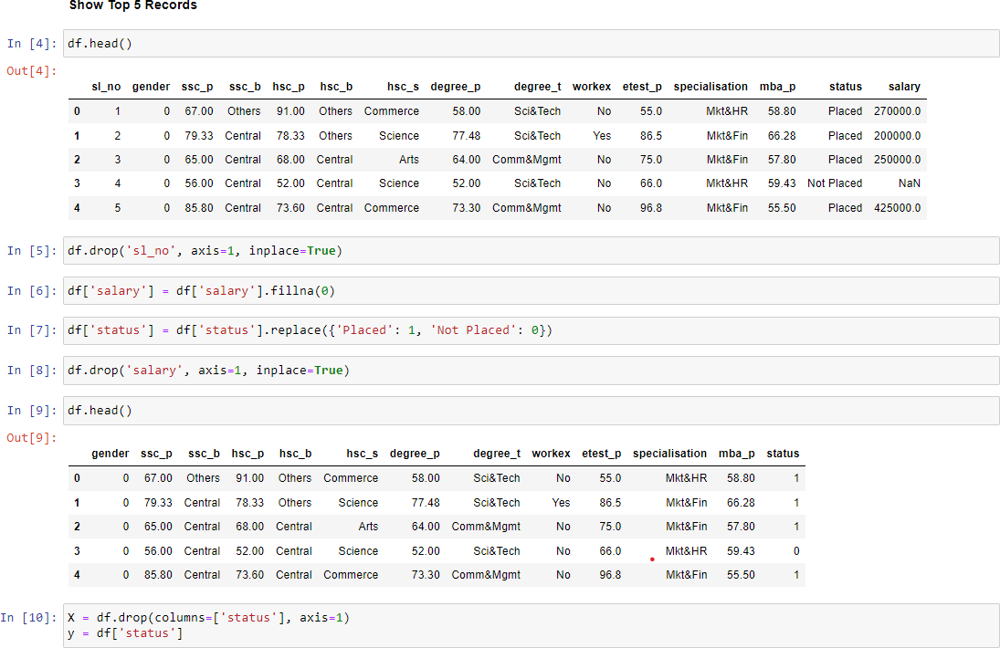 Show Top 5 Records
In [4]: df.head()
Out[4]:
sl_no gender ssc_p ssc_b hsc_p hsc_b hsc_s degree_p degree_t workex etest_p specialisation mba_p status salary
0 1 0 67.00 Others 91.00 Others Commerce 58.00 Sci&Tech No 55.0 Mkt&HR 58.80 Placed 270000.0
1 2 0 79.33 Central 78.33 Others Science 77.48 Sci&Tech Yes 86.5 Mkt&Fin 66.28 Placed 200000.0
2 3 0 65.00 Central 68.00 Central Arts 64.00 Comm&Mgmt No 75.0 Mkt&Fin 57.80 Placed 250000.0
3 4 0 56.00 Central 52.00 Central Science 52.00 Sci&Tech No 66.0 Mkt&HR 59.43 Not Placed NaN
4 5 0 85.80 Central 73.60 Central Commerce 73.30 Comm&Mgmt No 96.8 Mkt&Fin 55.50 Placed 425000.0
In [5]: df.drop('sl_no', axis=1, inplace=True)
In [6]: df['salary'] = df['salary'].fillna(0)
In [7]: df['status'] = df['status'].replace({'Placed': 1, 'Not Placed': 0})
In [8]: df.drop('salary', axis=1, inplace=True)
In [9]: df.head()
Out[9]:
gender ssc_p ssc_b hsc_p hsc_b hsc_s degree_p degree_t workex etest_p specialisation mba_p status
0 0 67.00 Others 91.00 Others Commerce 58.00 Sci&Tech No 55.0 Mkt&HR 58.80 1
1 0 79.33 Central 78.33 Others Science 77.48 Sci&Tech Yes 86.5 Mkt&Fin 66.28 1
2 0 65.00 Central 68.00 Central Arts 64.00 Comm&Mgmt No 75.0 Mkt&Fin 57.80 1
3 0 56.00 Central 52.00 Central Science 52.00 Sci&Tech No 66.0 Mkt&HR 59.43 0
4 0 85.80 Central 73.60 Central Commerce 73.30 Comm&Mgmt No 96.8 Mkt&Fin 55.50 1
In [10]: X = df.drop(columns=['status'], axis=1)
y = df['status']